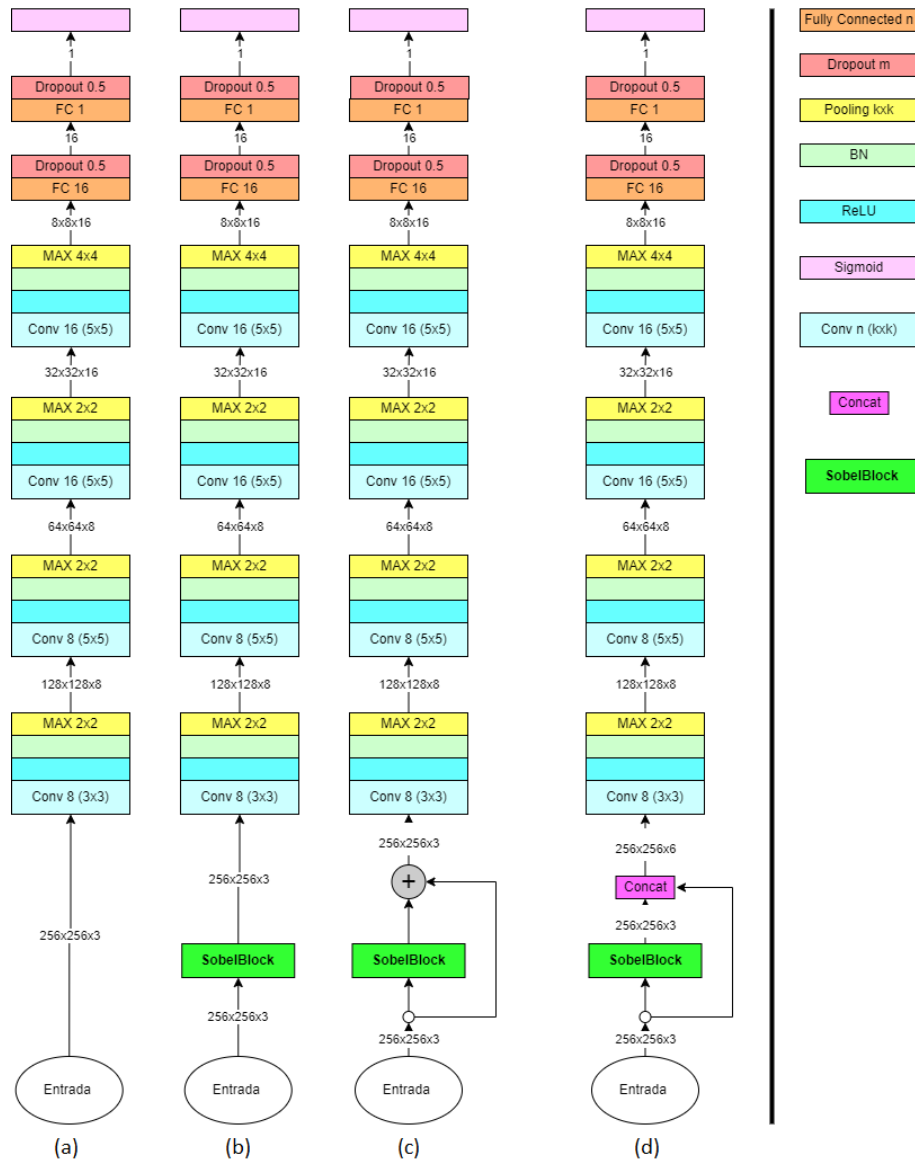 1 1 1 1
Dropout 0.5 Dropout 0.5 Dropout 0.5 Dropout 0.5
FC 1 FC 1 FC 1 FC 1
16 16 16 16
Dropout 0.5 Dropout 0.5 Dropout 0.5 Dropout 0.5
FC 16 FC 16 FC 16 FC 16
8x8x16 8x8x16 8x8x16 8x8x16
MAX 4x4 MAX 4x4 MAX 4x4 MAX 4x4
Conv 16 (5x5) Conv 16 (5x5) Conv 16 (5x5) Conv 16 (5x5)
32x32x16 32x32x16 32x32x16 32x32x16
MAX 2x2 MAX 2x2 MAX 2x2 MAX 2x2
Conv 16 (5x5) Conv 16 (5x5) Conv 16 (5x5) Conv 16 (5x5)
64x64x8 64x64x8 64x64x8 64x64x8
MAX 2x2 MAX 2x2 MAX 2x2 MAX 2x2
Conv 8 (5x5) Conv 8 (5x5) Conv 8 (5x5) Conv 8 (5x5)
128x128x8 128x128x8 128x128x8 128x128x8
MAX 2x2 MAX 2x2 MAX 2x2 MAX 2x2
Conv 8 (3x3) Conv 8 (3x3) Conv 8 (3x3) Conv 8 (3x3)
256x256x3 256x256x6
256x256x3 + Concat
256x256x3 256x256x3
SobelBlock SobelBlock SobelBlock
256x256x3 256x256x3 256x256x3
Entrada Entrada Entrada Entrada
(a) (b) (c) (d)
Fully Connected n
Dropout m
Pooling kxk
BN
ReLU
Sigmoid
Conv n (kxk)
Concat
SobelBlock